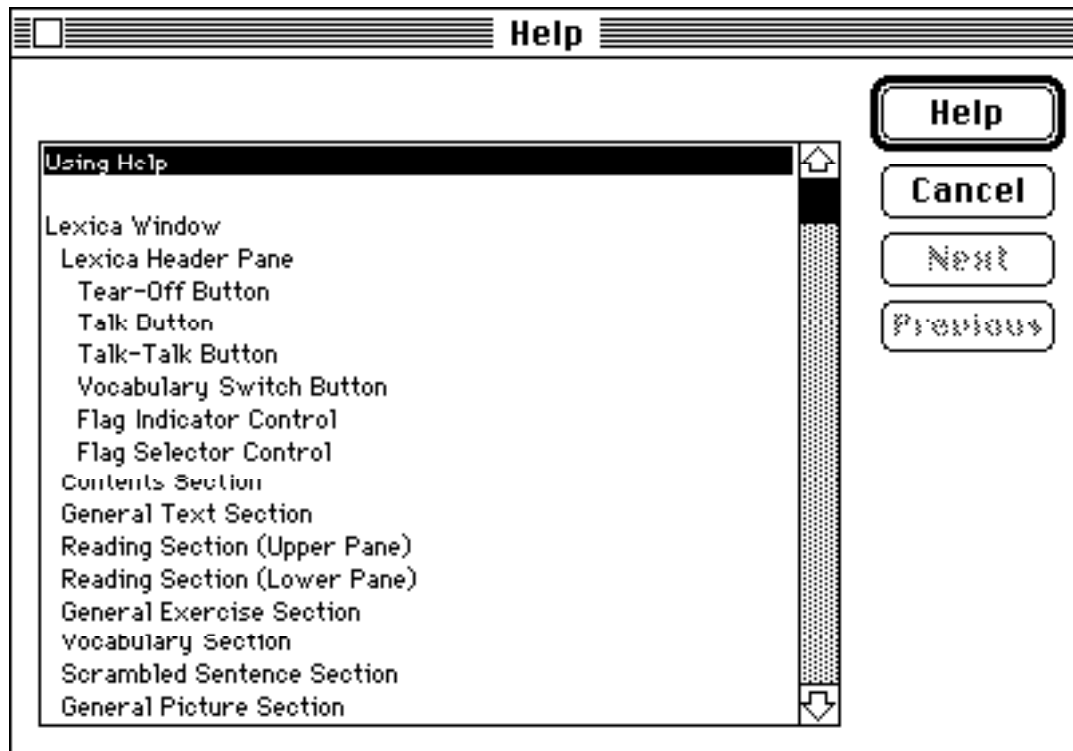 Help
Help
Cancel
Next
Previous
Using Help
Lexica Window
Lexica Header Pane
Tear-Off Button
Talk Button
Talk-Talk Button
Vocabulary Switch Button
Flag Indicator Control
Flag Selector Control
Contents Section
General Text Section
Reading Section (Upper Pane)
Reading Section (Lower Pane)
General Exercise Section
Vocabulary Section
Scrambled Sentence Section
General Picture Section